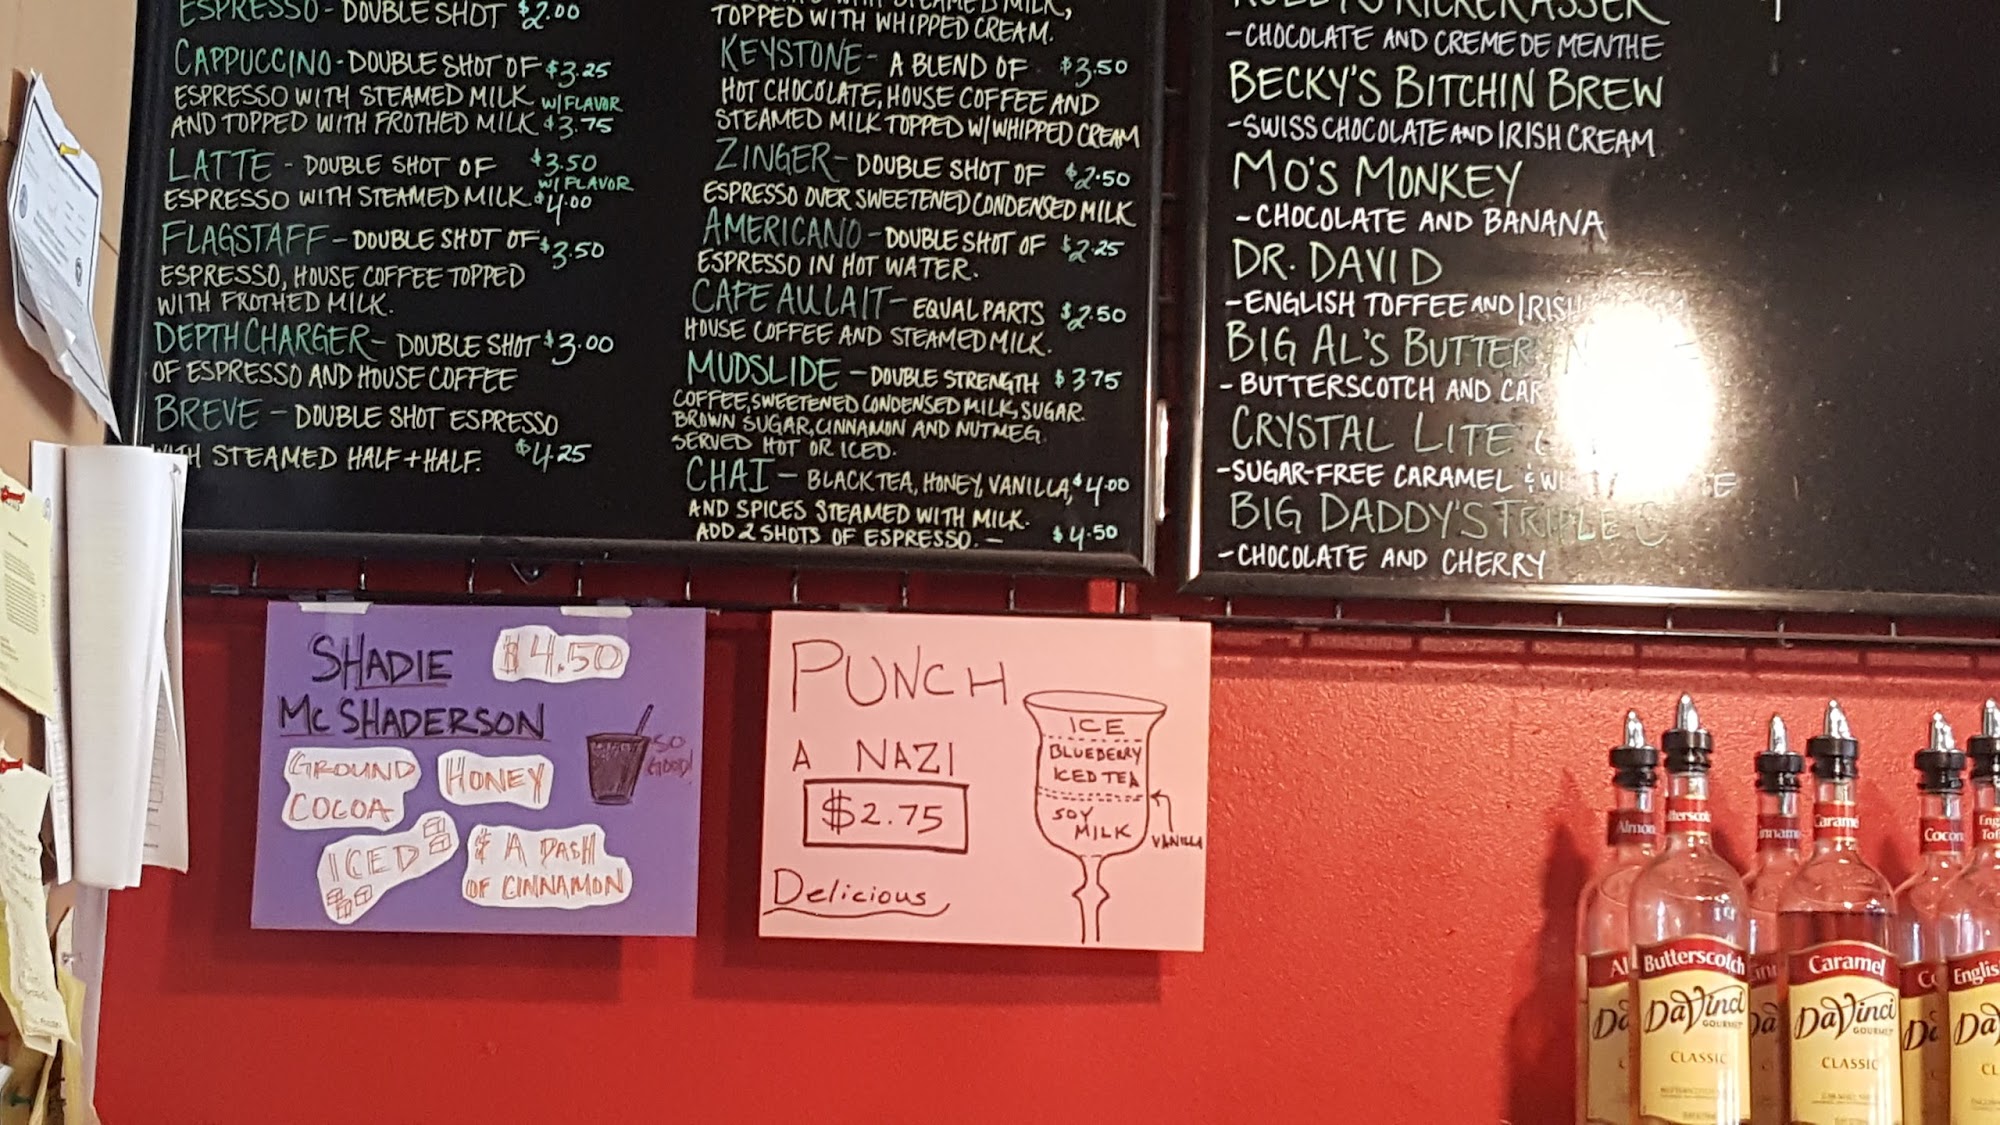 ESPRESSO - DOUBLE SHOT $2.00
CAPPUCCINO - DOUBLE SHOT OF $3.25
ESPRESSO WITH STEAMED MILK W/FLAVOR
AND TOPPED WITH FROTHED MILK $3.75
LATTE - DOUBLE SHOT OF $3.50
ESPRESSO WITH STEAMED MILK W/FLAVOR $4.00
FLAGSTAFF - DOUBLE SHOT OF $3.50
ESPRESSO, HOUSE COFFEE TOPPED
WITH FROTHED MILK.
DEPTH CHARGER - DOUBLE SHOT $3.00
OF ESPRESSO AND HOUSE COFFEE
BREVE - DOUBLE SHOT ESPRESSO
WITH STEAMED HALF + HALF. $4.25
WITH STEAMED MILK,
TOPPED WITH WHIPPED CREAM.
KEYSTONE - A BLEND OF $3.50
HOT CHOCOLATE, HOUSE COFFEE AND
STEAMED MILK TOPPED W/WHIPPED CREAM
ZINGER - DOUBLE SHOT OF $2.50
ESPRESSO OVER SWEETENED CONDENSED MILK
AMERICANO - DOUBLE SHOT OF $2.25
ESPRESSO IN HOT WATER.
CAFE AU LAIT - EQUAL PARTS $2.50
HOUSE COFFEE AND STEAMED MILK.
MUDSLIDE - DOUBLE STRENGTH $3.75
COFFEE, SWEETENED CONDENSED MILK, SUGAR
BROWN SUGAR, CINNAMON AND NUTMEG
SERVED HOT OR ICED.
CHAI - BLACK TEA, HONEY, VANILLA, $4.00
AND SPICES STEAMED WITH MILK.
ADD 2 SHOTS OF ESPRESSO. - $4.50
- CHOCOLATE AND CREME DE MENTHE
BECKY'S BITCHIN BREW
- SWISS CHOCOLATE AND IRISH CREAM
MO'S MONKEY
- CHOCOLATE AND BANANA
DR. DAVID
- ENGLISH TOFFEE AND IRISH
BIG AL'S BUTTER
- BUTTERSCOTCH AND CAR
CRYSTAL LITE
- SUGAR-FREE CARAMEL &
BIG DADDY'S TRIPLE C
- CHOCOLATE AND CHERRY
SHADIE $4.50
MCSHADERSON
GROUND
COCOA
HONEY
SO
GOOD!
ICED
& A DASH
OF CINNAMON
PUNCH
A NAZI
$2.75
Delicious
ICE
BLUEBERRY
ICED TEA
SOY
MILK
VANILLA
Butterscotch
DaVinci
GOURMET
CLASSIC
Caramel
DaVinci
GOURMET
CLASSIC